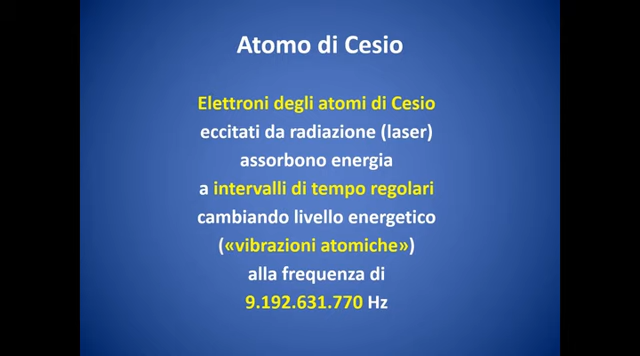 Atomo di Cesio
Elettroni degli atomi di Cesio
eccitati da radiazione (laser)
assorbono energia
a intervalli di tempo regolari
cambiando livello energetico
(«vibrazioni atomiche»)
alla frequenza di
9.192.631.770 Hz